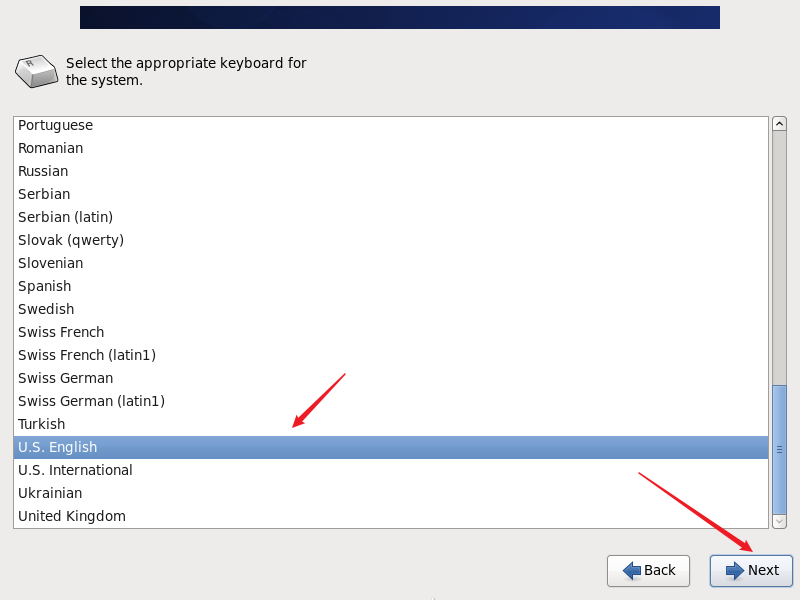 Select the appropriate keyboard for
the system.
Portuguese
Romanian
Russian
Serbian
Serbian (latin)
Slovak (qwerty)
Slovenian
Spanish
Swedish
Swiss French
Swiss French (latin1)
Swiss German
Swiss German (latin1)
Turkish
U.S. English
U.S. International
Ukrainian
United Kingdom
Back
Next